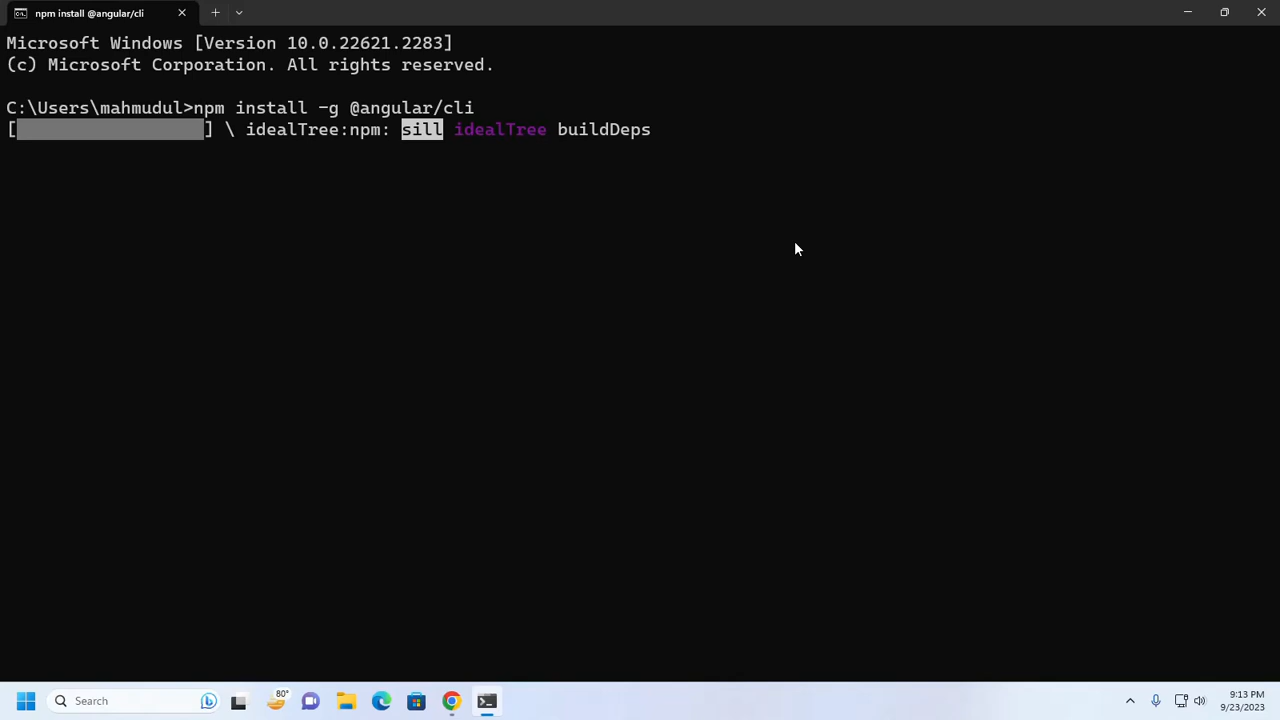 npm install @angular/cli
Microsoft Windows [Version 10.0.22621.2283]
(c) Microsoft Corporation. All rights reserved.
C:\Users\mahmudul>npm install -g @angular/cli
[                  ] \ idealTree:npm: sill idealTree buildDeps
Search
80°
9:13 PM
9/23/2023